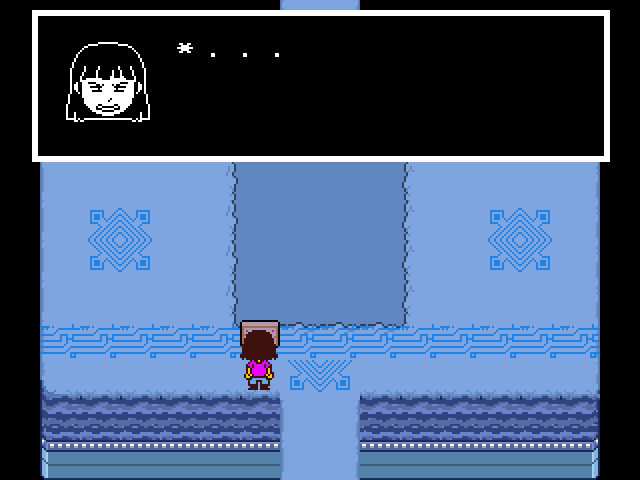 * . . .